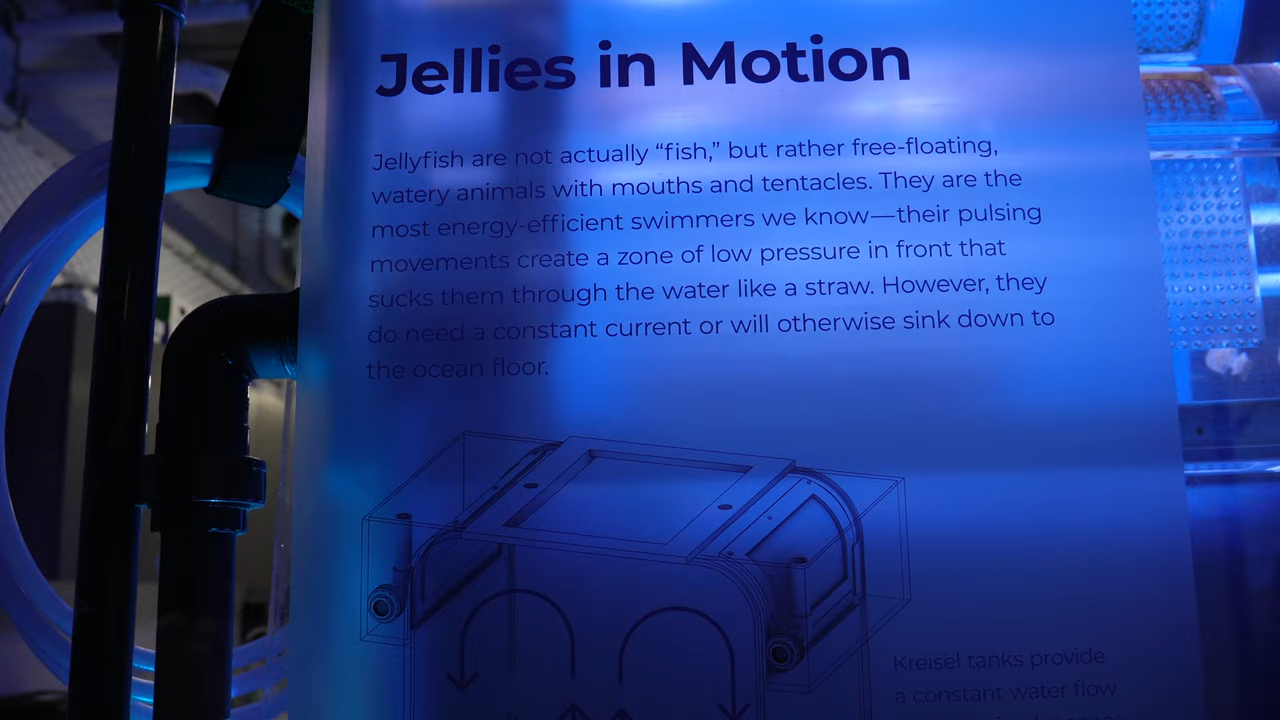 Jellies in Motion
Jellyfish are not actually “fish,” but rather free-floating,
watery animals with mouths and tentacles. They are the
most energy-efficient swimmers we know—their pulsing
movements create a zone of low pressure in front that
sucks them through the water like a straw. However, they
do need a constant current or will otherwise sink down to
the ocean floor.
Kreisel tanks provide
a constant water flow